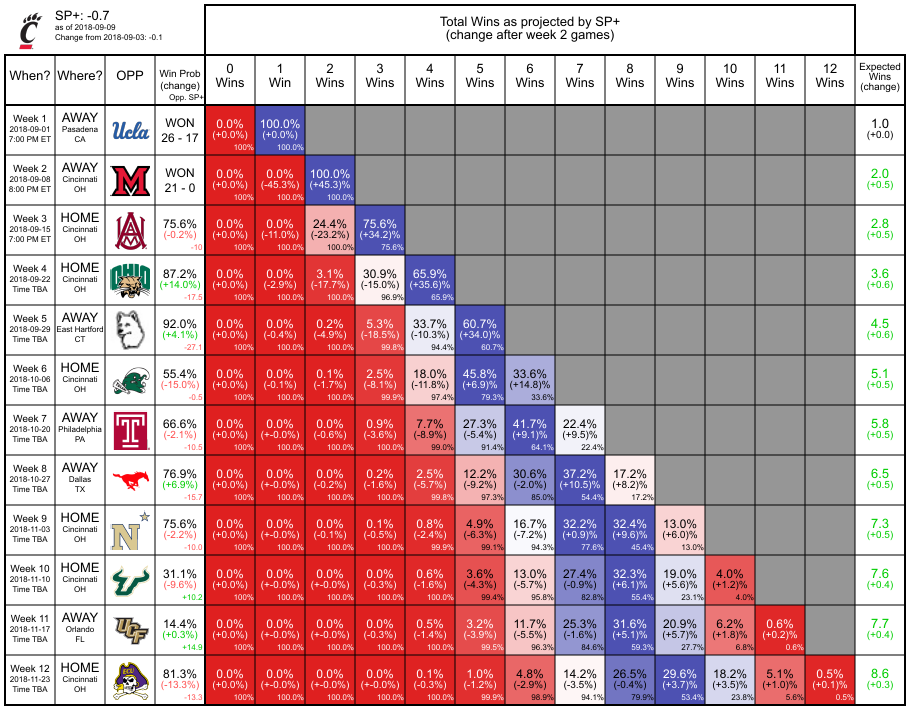 SP+: -0.7
as of 2018-09-09
Change from 2018-09-03: -0.1
Total Wins as projected by SP+
(change after week 2 games)
When? Where? OPP Win Prob (change) Opp. SP+ 0 Wins 1 Win 2 Wins 3 Wins 4 Wins 5 Wins 6 Wins 7 Wins 8 Wins 9 Wins 10 Wins 11 Wins 12 Wins Expected Wins (change)
Week 1 AWAY Ucla WON 0.0% 100.0% 1.0
2018-09-01 Pasadena 26 - 17 (+0.0%) (+0.0%) (+0.0)
7:00 PM ET CA 100% 100.0%
Week 2 AWAY M WON 0.0% 0.0% 100.0% 2.0
2018-09-08 Cincinnati 21 - 0 (+0.0%) (-45.3%) (+45.3)% (+0.5)
8:00 PM ET OH 100% 100.0% 100.0%
Week 3 HOME ATM 75.6% 0.0% 0.0% 24.4% 75.6% 2.8
2018-09-15 Cincinnati (-0.2%) (+0.0%) (-11.0%) (-23.2)% (+34.2)% (+0.5)
7:00 PM ET OH -10 100% 100.0% 100.0% 75.6%
Week 4 HOME OHIO 87.2% 0.0% 0.0% 3.1% 30.9% 65.9% 3.6
2018-09-22 Cincinnati (+14.0%) (+0.0%) (-2.9%) (-17.7)% (-15.0)% (+35.6)% (+0.6)
Time TBA OH -17.5 100% 100.0% 100.0% 96.9% 65.9%
Week 5 AWAY 92.0% 0.0% 0.0% 0.2% 5.3% 33.7% 60.7% 4.5
2018-09-29 East Hartford (+4.1%) (+0.0%) (-0.4%) (-4.9)% (-18.5)% (-10.3)% (+34.0)% (+0.6)
Time TBA CT -27.1 100% 100.0% 100.0% 99.8% 94.4% 60.7%
Week 6 HOME 55.4% 0.0% 0.0% 0.1% 2.5% 18.0% 45.8% 33.6% 5.1
2018-10-06 Cincinnati (-15.0%) (+0.0%) (-0.1%) (-1.7)% (-8.1)% (-11.8)% (+6.9)% (+14.8)% (+0.5)
Time TBA OH -0.5 100% 100.0% 100.0% 99.9% 97.4% 79.3% 33.6%
Week 7 AWAY T 66.6% 0.0% 0.0% 0.0% 0.9% 7.7% 27.3% 41.7% 22.4% 5.8
2018-10-20 Philadelphia (-2.1%) (+0.0%) (+-0.0%) (-0.6)% (-3.6)% (-8.9)% (-5.4)% (+9.1)% (+9.5)% (+0.5)
Time TBA PA -10.5 100% 100.0% 100.0% 100.0% 99.0% 91.4% 64.1% 22.4%
Week 8 AWAY 76.9% 0.0% 0.0% 0.0% 0.2% 2.5% 12.2% 30.6% 37.2% 17.2% 6.5
2018-10-27 Dallas (+6.9%) (+0.0%) (+-0.0%) (-0.2)% (-1.6)% (-5.7)% (-9.2)% (-2.0)% (+10.5)% (+8.2)% (+0.5)
Time TBA TX -15.7 100% 100.0% 100.0% 100.0% 99.8% 97.3% 85.0% 54.4% 17.2%
Week 9 HOME N 75.6% 0.0% 0.0% 0.0% 0.1% 0.8% 4.9% 16.7% 32.2% 32.4% 13.0% 7.3
2018-11-03 Cincinnati (-2.2%) (+0.0%) (+-0.0%) (-0.1)% (-0.5)% (-2.4)% (-6.3)% (-7.2)% (+0.9)% (+9.6)% (+6.0)% (+0.5)
Time TBA OH -10.0 100% 100.0% 100.0% 100.0% 99.9% 99.1% 94.3% 77.6% 45.4% 13.0%
Week 10 HOME 31.1% 0.0% 0.0% 0.0% 0.0% 0.6% 3.6% 13.0% 27.4% 32.3% 19.0% 4.0% 7.6
2018-11-10 Cincinnati (-9.6%) (+0.0%) (+-0.0%) (+-0.0)% (-0.3)% (-1.6)% (-4.3)% (-5.7)% (-0.9)% (+6.1)% (+5.6)% (+1.2)% (+0.4)
Time TBA OH +10.2 100% 100.0% 100.0% 100.0% 100.0% 99.4% 95.8% 82.8% 55.4% 23.1% 4.0%
Week 11 AWAY UCF 14.4% 0.0% 0.0% 0.0% 0.0% 0.5% 3.2% 11.7% 25.3% 31.6% 20.9% 6.2% 0.6% 7.7
2018-11-17 Orlando (+0.3%) (+0.0%) (+-0.0%) (+-0.0)% (-0.3)% (-1.4)% (-3.9)% (-5.5)% (-1.6)% (+5.1)% (+5.7)% (+1.8)% (+0.2)% (+0.4)
Time TBA FL +14.9 100% 100.0% 100.0% 100.0% 100.0% 99.5% 96.3% 84.6% 59.3% 27.7% 6.8% 0.6%
Week 12 HOME ECU 81.3% 0.0% 0.0% 0.0% 0.0% 0.1% 1.0% 4.8% 14.2% 26.5% 29.6% 18.2% 5.1% 0.5% 8.6
2018-11-23 Cincinnati (-13.3%) (+0.0%) (+-0.0%) (+-0.0)% (+-0.0)% (-0.3)% (-1.2)% (-2.9)% (-3.5)% (-0.4)% (+3.7)% (+3.5)% (+1.0)% (+0.1)% (+0.3)
Time TBA OH -13.3 100% 100.0% 100.0% 100.0% 100.0% 99.9% 98.9% 94.1% 79.9% 53.4% 23.8% 5.6% 0.5%